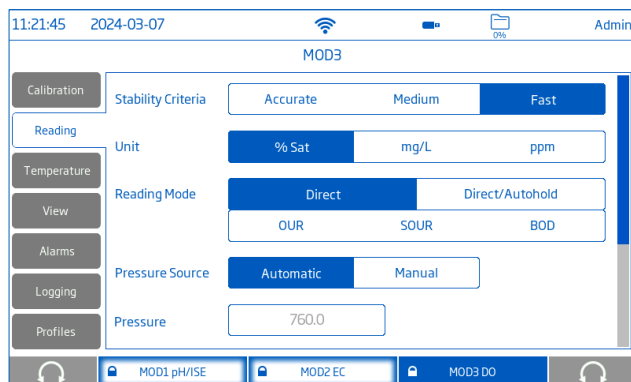 11:21:45 2024-03-07 0% Admin
MOD3
Calibration
Reading
Temperature
View
Alarms
Logging
Profiles
Stability Criteria Accurate Medium Fast
Unit % Sat mg/L ppm
Reading Mode Direct Direct/Autohold
OUR SOUR BOD
Pressure Source Automatic Manual
Pressure 760.0
MOD1 pH/ISE MOD2 EC MOD3 DO